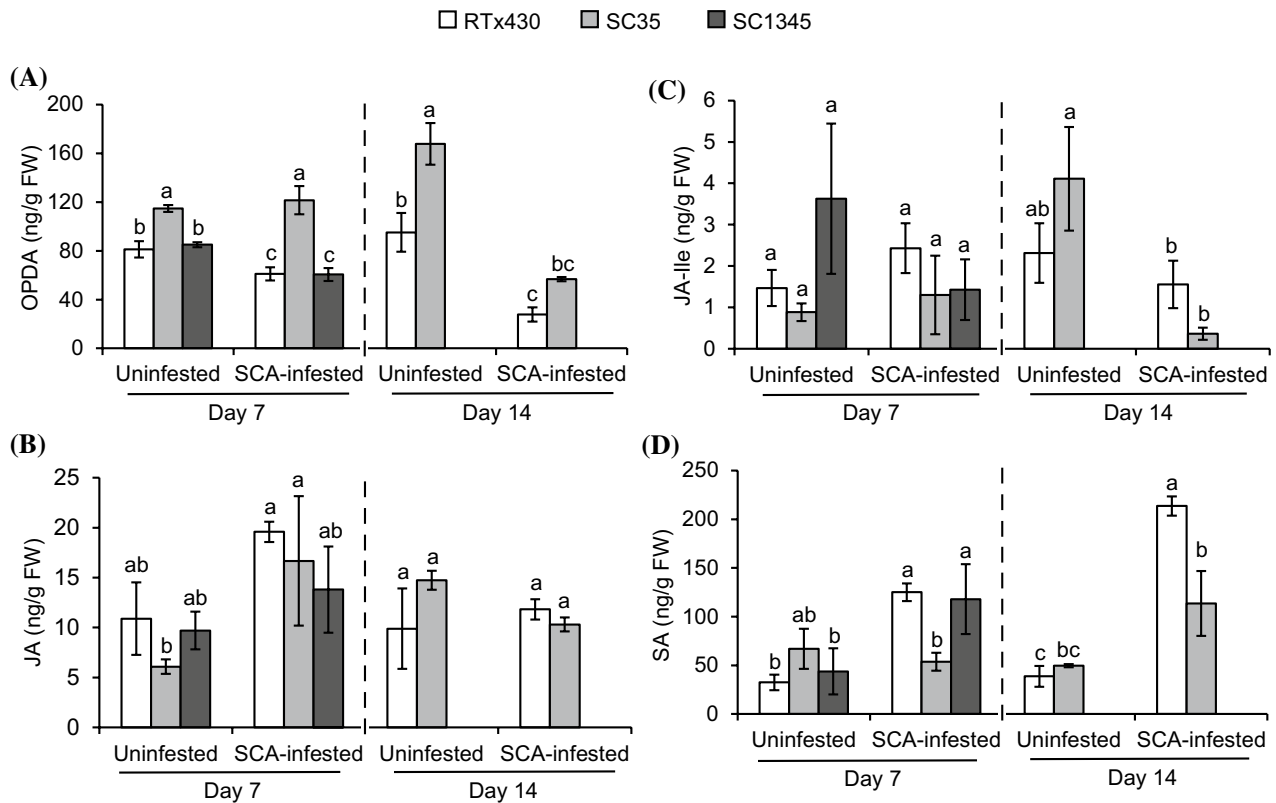 RTx430 SC35 SC1345
(A)
OPDA (ng/g FW)
200
160
120
80
40
0
b a b c a c b a c bc
Uninfested SCA-infested Uninfested SCA-infested
Day 7 Day 14
(B)
JA (ng/g FW)
25
20
15
10
5
0
ab b ab a a ab a a a a
Uninfested SCA-infested Uninfested SCA-infested
Day 7 Day 14
(C)
JA-Ile (ng/g FW)
6
5
4
3
2
1
0
a a a a a a ab a b b
Uninfested SCA-infested Uninfested SCA-infested
Day 7 Day 14
(D)
SA (ng/g FW)
250
200
150
100
50
0
b ab b a b a c bc a b
Uninfested SCA-infested Uninfested SCA-infested
Day 7 Day 14